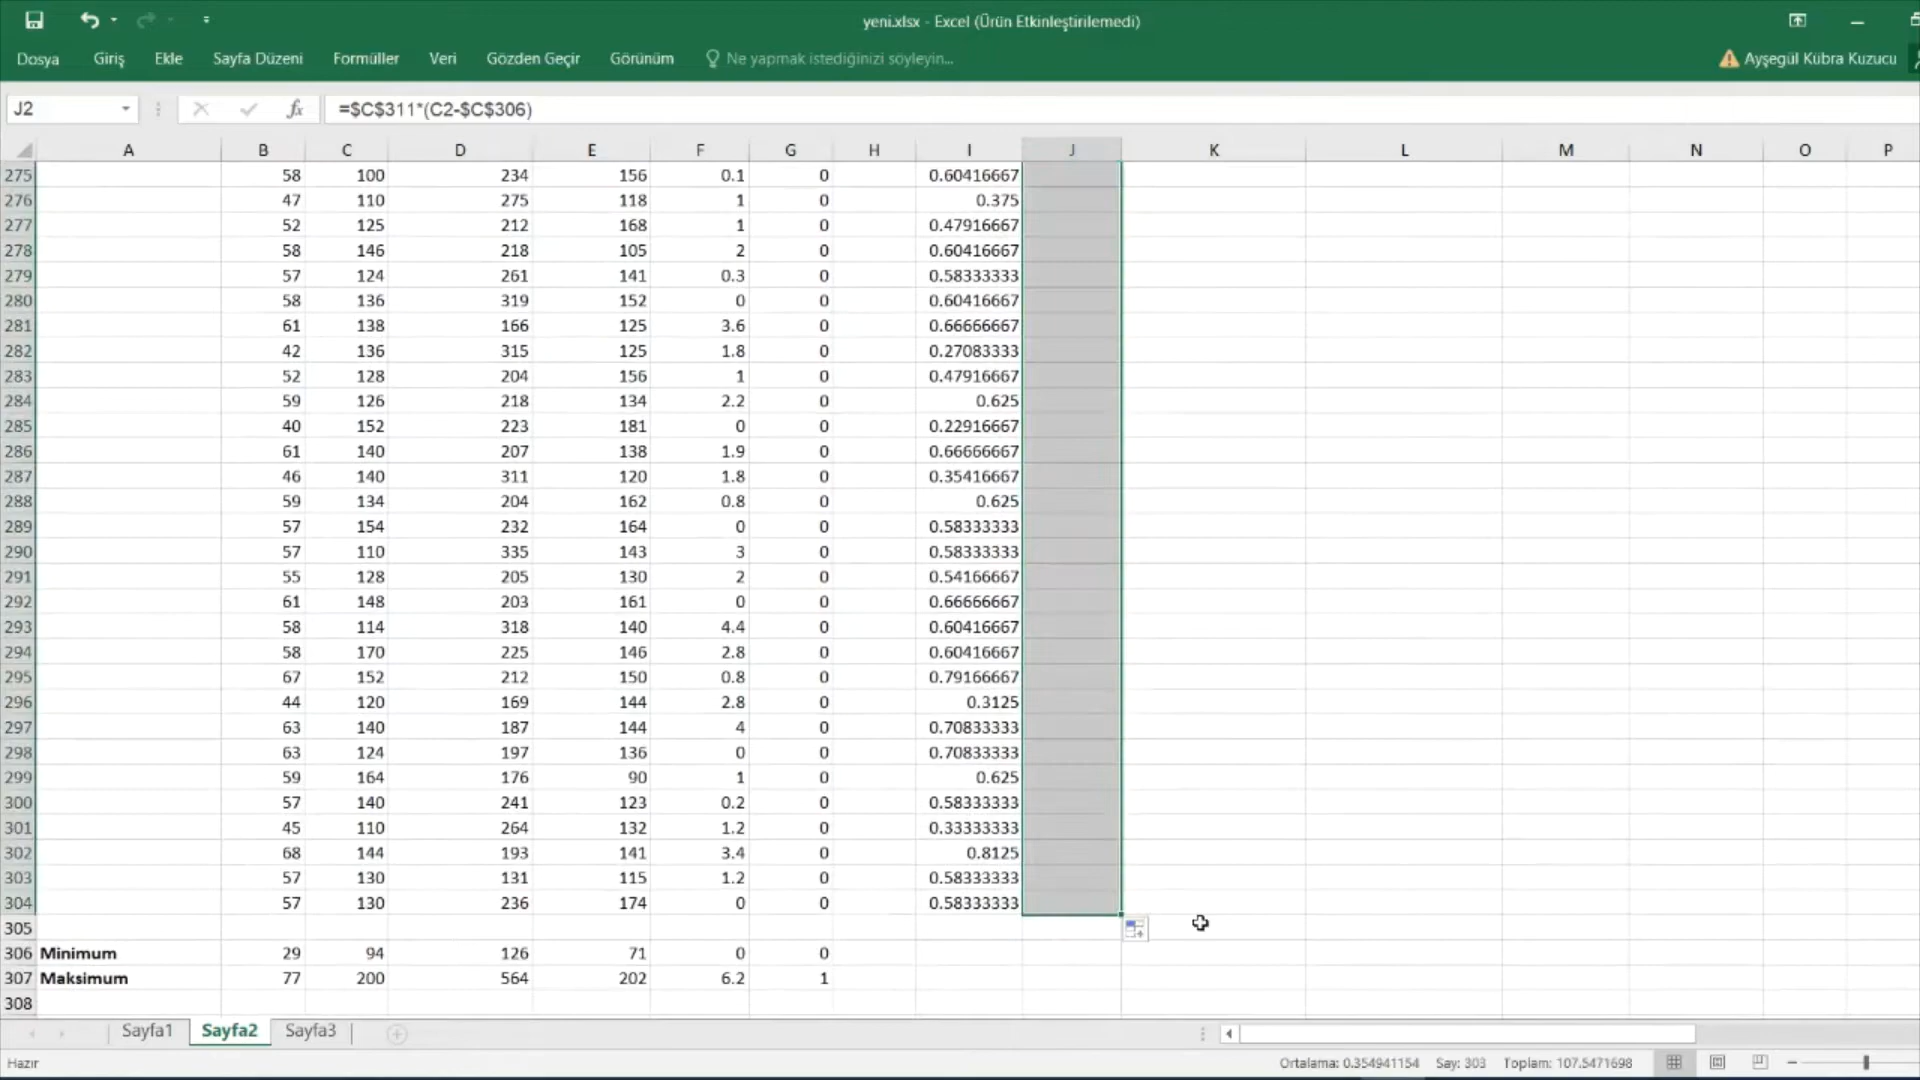 yeni.xlsx - Excel (Ürün Etkinleştirilemedi)
Dosya Giriş Ekle Sayfa Düzeni Formüller Veri Gözden Geçir Görünüm Ne yapmak istediğinizi söyleyin... Ayşegül Kübra Kuzucu
J2 fx =$C$311*(C2-$C$306)
A B C D E F G H I J K L M N O P
275 58 100 234 156 0.1 0 0.60416667
276 47 110 275 118 1 0 0.375
277 52 125 212 168 1 0 0.47916667
278 58 146 218 105 2 0 0.60416667
279 57 124 261 141 0.3 0 0.58333333
280 58 136 319 152 0 0 0.60416667
281 61 138 166 125 3.6 0 0.66666667
282 42 136 315 125 1.8 0 0.27083333
283 52 128 204 156 1 0 0.47916667
284 59 126 218 134 2.2 0 0.625
285 40 152 223 181 0 0 0.22916667
286 61 140 207 138 1.9 0 0.66666667
287 46 140 311 120 1.8 0 0.35416667
288 59 134 204 162 0.8 0 0.625
289 57 154 232 164 0 0 0.58333333
290 57 110 335 143 3 0 0.58333333
291 55 128 205 130 2 0 0.54166667
292 61 148 203 161 0 0 0.66666667
293 58 114 318 140 4.4 0 0.60416667
294 58 170 225 146 2.8 0 0.60416667
295 67 152 212 150 0.8 0 0.79166667
296 44 120 169 144 2.8 0 0.3125
297 63 140 187 144 4 0 0.70833333
298 63 124 197 136 0 0 0.70833333
299 59 164 176 90 1 0 0.625
300 57 140 241 123 0.2 0 0.58333333
301 45 110 264 132 1.2 0 0.33333333
302 68 144 193 141 3.4 0 0.8125
303 57 130 131 115 1.2 0 0.58333333
304 57 130 236 174 0 0 0.58333333
305
306 Minimum 29 94 126 71 0 0
307 Maksimum 77 200 564 202 6.2 1
308
Sayfa1 Sayfa2 Sayfa3
Hazır Ortalama: 0.354941154 Say: 303 Toplam: 107.5471698